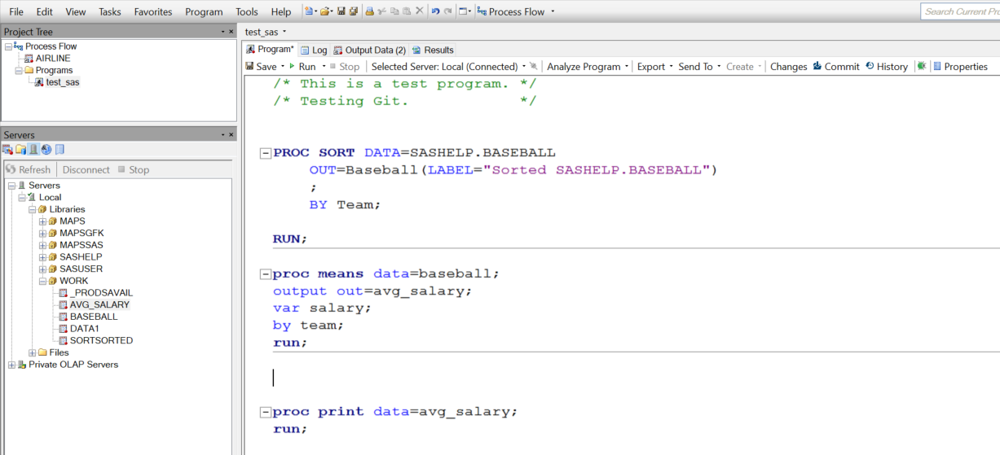 File Edit View Tasks Favorites Program Tools Help Process Flow Search Current Pro
Project Tree
Process Flow
AIRLINE
Programs
test_sas
Servers
Refresh Disconnect Stop
Servers
Local
Libraries
MAPS
MAPSGFK
MAPSSAS
SASHELP
SASUSER
WORK
_PRODSAVAIL
AVG_SALARY
BASEBALL
DATA1
SORTSORTED
Files
Private OLAP Servers
test_sas
Program* Log Output Data (2) Results
Save Run Stop Selected Server: Local (Connected) Analyze Program Export Send To Create Changes Commit History Properties
/* This is a test program. */
/* Testing Git. */
PROC SORT DATA=SASHELP.BASEBALL
OUT=Baseball(LABEL="Sorted SASHELP.BASEBALL")
;
BY Team;
RUN;
proc means data=baseball;
output out=avg_salary;
var salary;
by team;
run;
proc print data=avg_salary;
run;